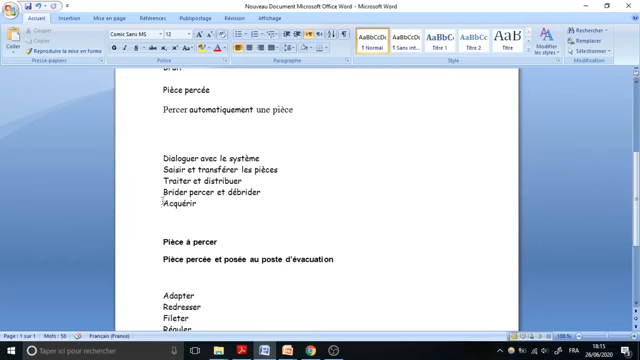 Nouveau Document Microsoft Office Word - Microsoft Word
Accueil Insertion Mise en page Références Publipostage Révision Affichage
Couper
Copier
Coller
Reproduire la mise en forme
Presse-papiers
Comic Sans MS 12
Police
Paragraphe
AaBbCcDc AaBbCcDc AaBbC AaBbCc AaB
¶ Normal ¶ Sans int... Titre 1 Titre 2 Titre
Modifier les styles
Style
Rechercher
Remplacer
Sélectionner
Modification
Pièce percée
Percer automatiquement une pièce
Dialoguer avec le système
Saisir et transférer les pièces
Traiter et distribuer
Brider percer et débrider
Acquérir
Pièce à percer
Pièce percée et posée au poste d'évacuation
Adapter
Redresser
Fileter
Réguler
Page : 1 sur 1 Mots : 58 Français (France) 100 %
Taper ici pour rechercher
FRA
18:15
26/06/2020